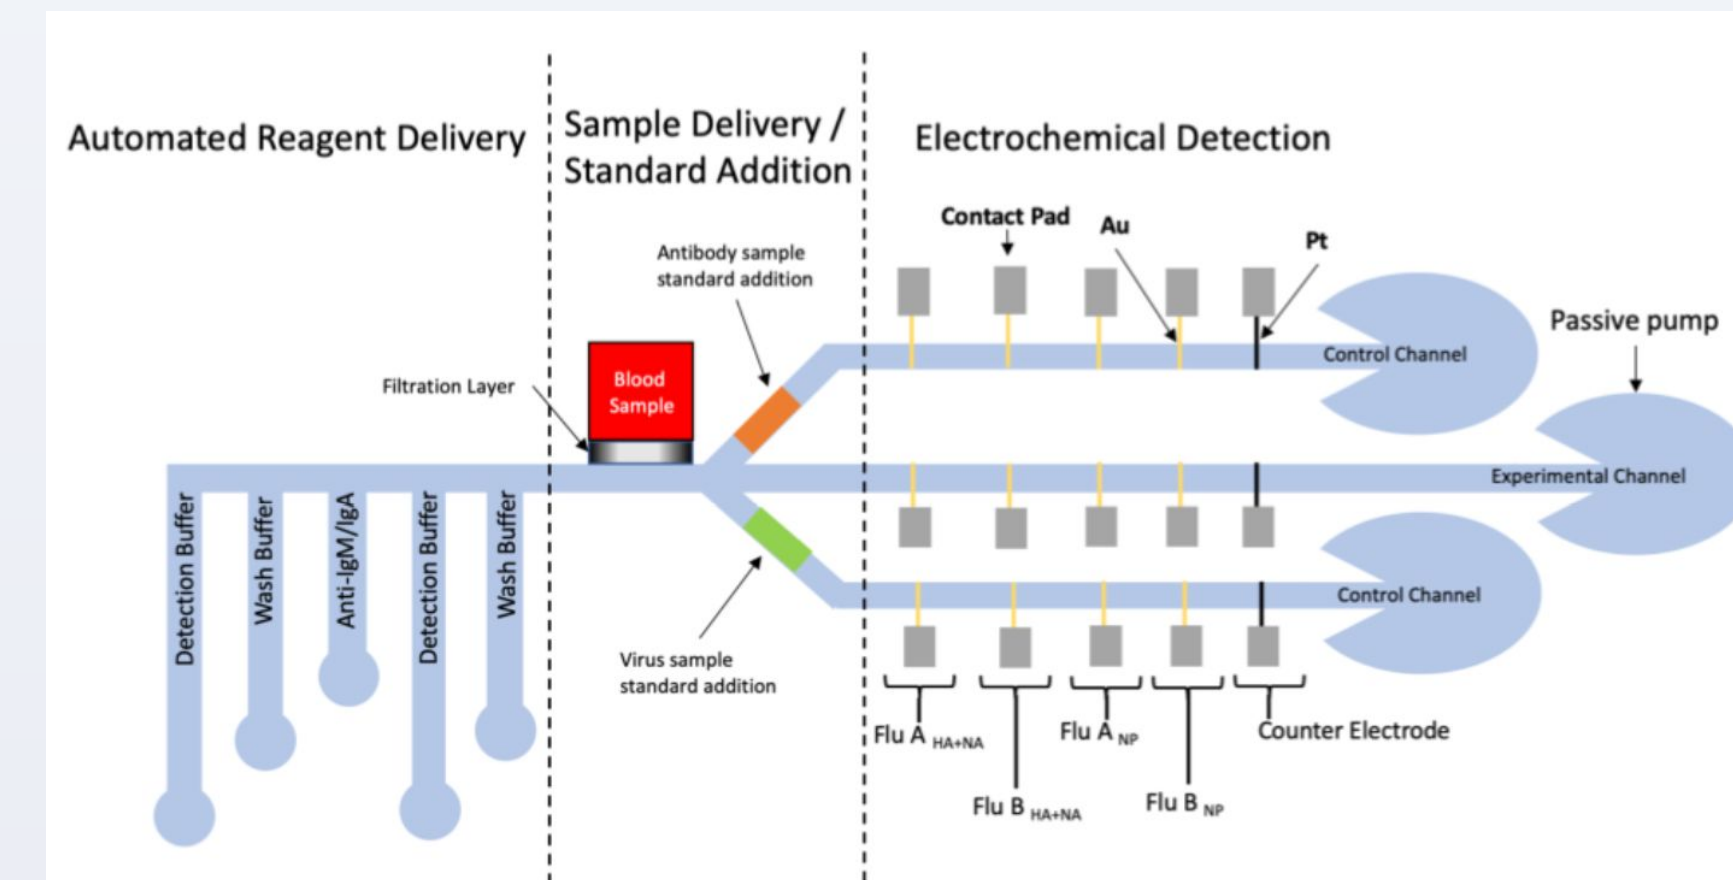 Automated Reagent Delivery
Sample Delivery /
Standard Addition
Electrochemical Detection
Contact Pad
Au
Pt
Antibody sample
standard addition
Passive pump
Control Channel
Filtration Layer
Blood
Sample
Experimental Channel
Detection Buffer
Wash Buffer
Anti-IgM/IgA
Detection Buffer
Wash Buffer
Control Channel
Virus sample
standard addition
Flu A HA+NA
Flu A NP
Counter Electrode
Flu B HA+NA
Flu B NP